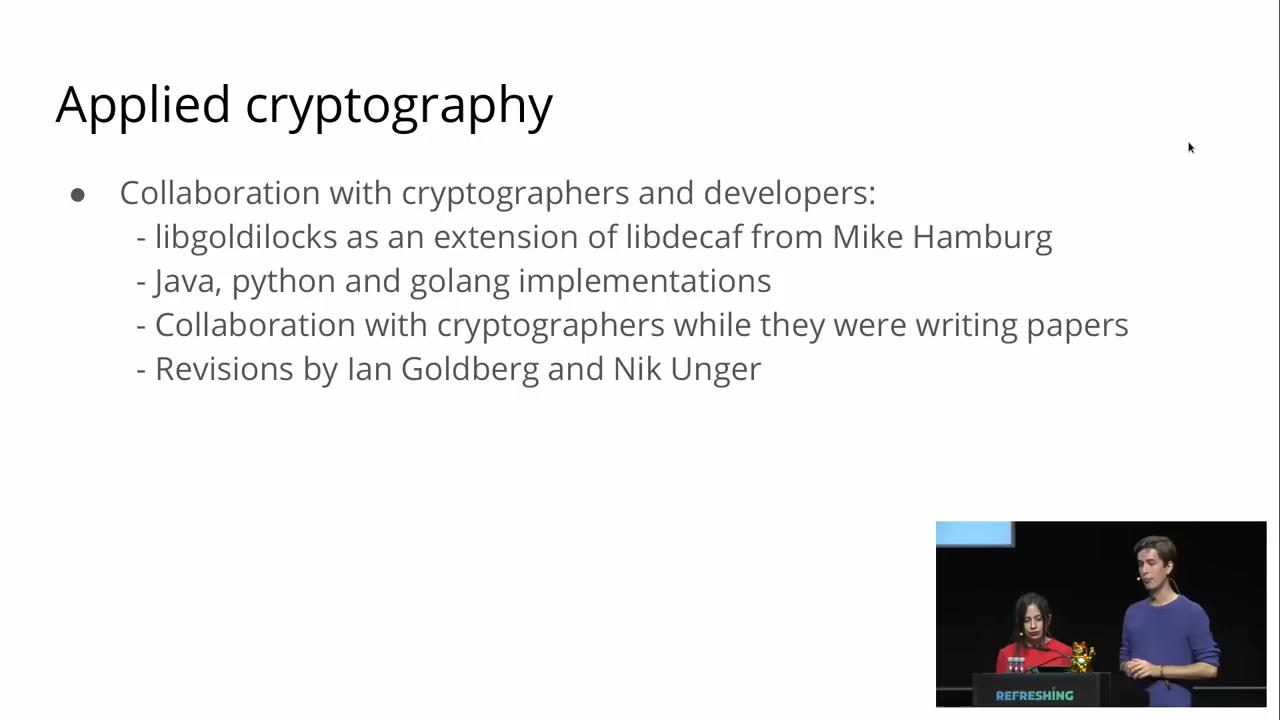 Applied cryptography
● Collaboration with cryptographers and developers:
- libgoldilocks as an extension of libdecaf from Mike Hamburg
- Java, python and golang implementations
- Collaboration with cryptographers while they were writing papers
- Revisions by Ian Goldberg and Nik Unger
REFRESHING